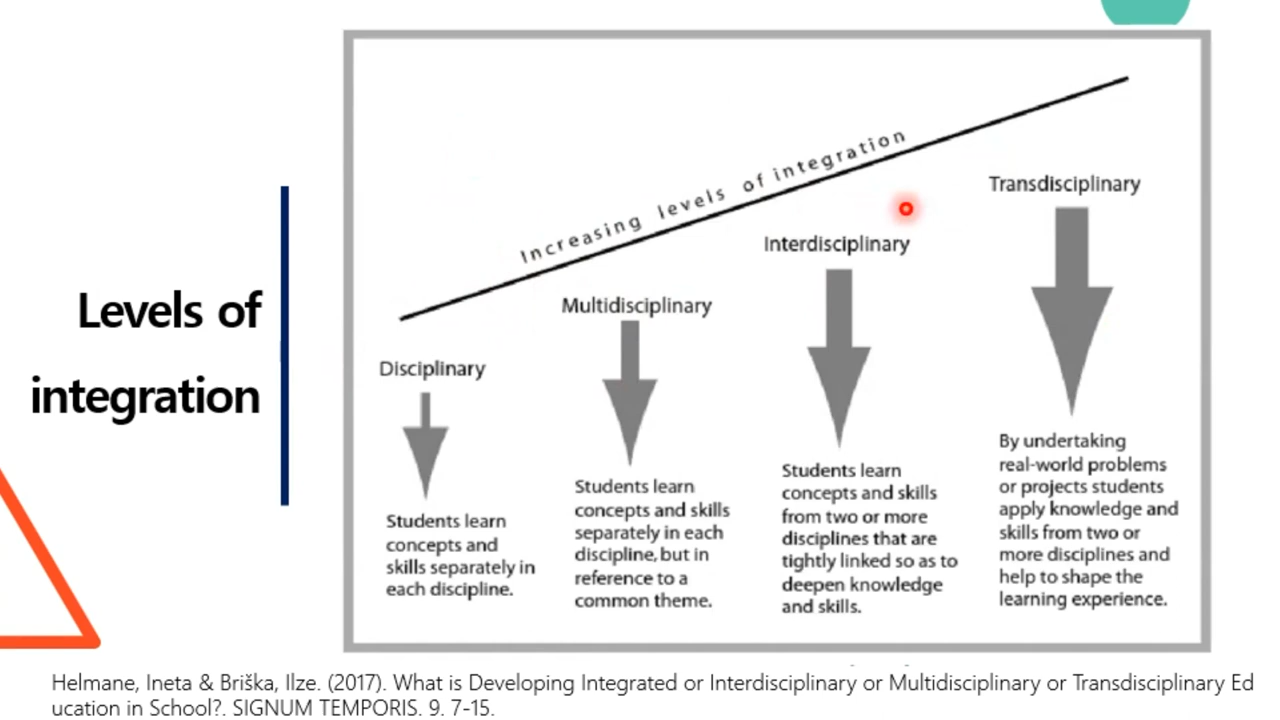 Levels of
integration
Increasing levels of integration
Disciplinary
Students learn
concepts and
skills separately in
each discipline.
Multidisciplinary
Students learn
concepts and skills
separately in each
discipline, but in
reference to a
common theme.
Interdisciplinary
Students learn
concepts and skills
from two or more
disciplines that are
tightly linked so as to
deepen knowledge
and skills.
Transdisciplinary
By undertaking
real-world problems
or projects students
apply knowledge and
skills from two or
more disciplines and
help to shape the
learning experience.
Helmane, Ineta & Briška, Ilze. (2017). What is Developing Integrated or Interdisciplinary or Multidisciplinary or Transdisciplinary Ed
ucation in School?. SIGNUM TEMPORIS. 9. 7-15.